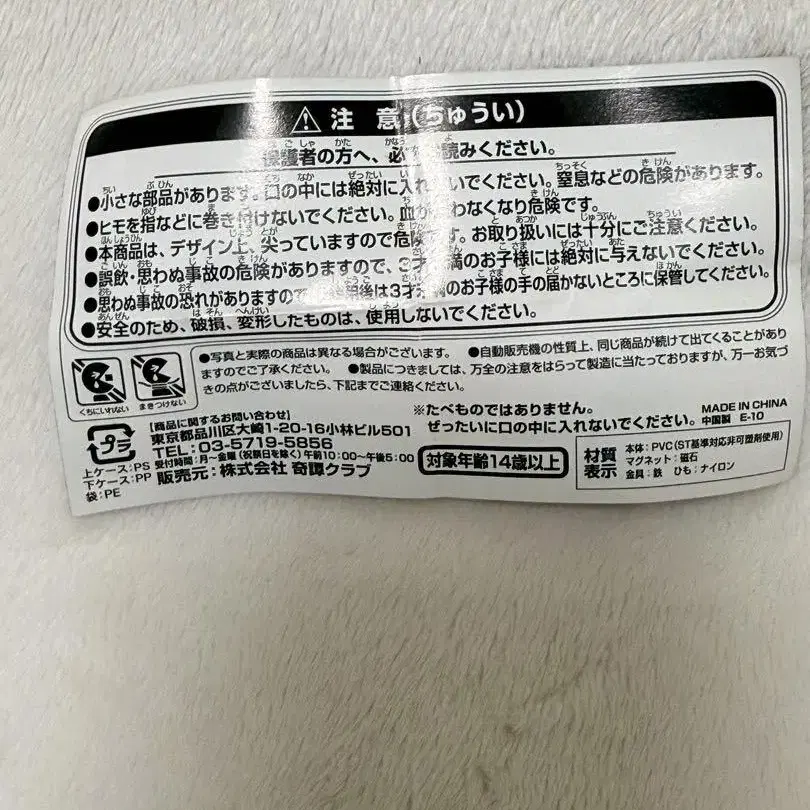 ⚠ 注 意 (ちゅうい)
保護者の方へ、必 読みください。
●小さな部品があります。口の中には絶対に入れ いでください。窒息などの危険があります。
●ヒモを指などに巻き付けないでください。血が わなくなり危険です。
●本商品は、デザイン上、尖っていますので危険 す。お取り扱いには十分にご注意ください。
●誤飲・思わぬ事故の危険がありますので、3才 満のお子様には絶対に与えないでください。
●思わぬ事故の恐れがありますので 用後は3才 満のお子様の手の届かないところに保管してください。
●安全のため、破損、変形したものは、使用しないでください。
くちにいれない まきつけない
●写真と実際の商品は異なる場合がございます。 ●自動販売機の性質上、同じ商品が続けて出てくることがあり
ますのでご了承ください。 ●製品につきましては、万全の注意をはらって製造に当たっておりますが、万一お気づ
きの点がございましたら、下記までご連絡ください。
プラ
上ケース:PS
下ケース:PP
袋:PE
【商品に関するお問い合わせ】
東京都品川区大崎1-20-16小林ビル501
TEL:03-5719-5856
受付時間:月〜金曜(祝祭日を除く)午前10:00〜午後5:00
販売元:株式会社 奇譚クラブ
※たべものではありません。
ぜったいに口の中に入れないでください。
対象年齢14歳以上
MADE IN CHINA
中国製 E-10
材質表示
本体:PVC(ST基準対応非可塑剤使用)
マグネット:磁石
金具:鉄 ひも:ナイロン